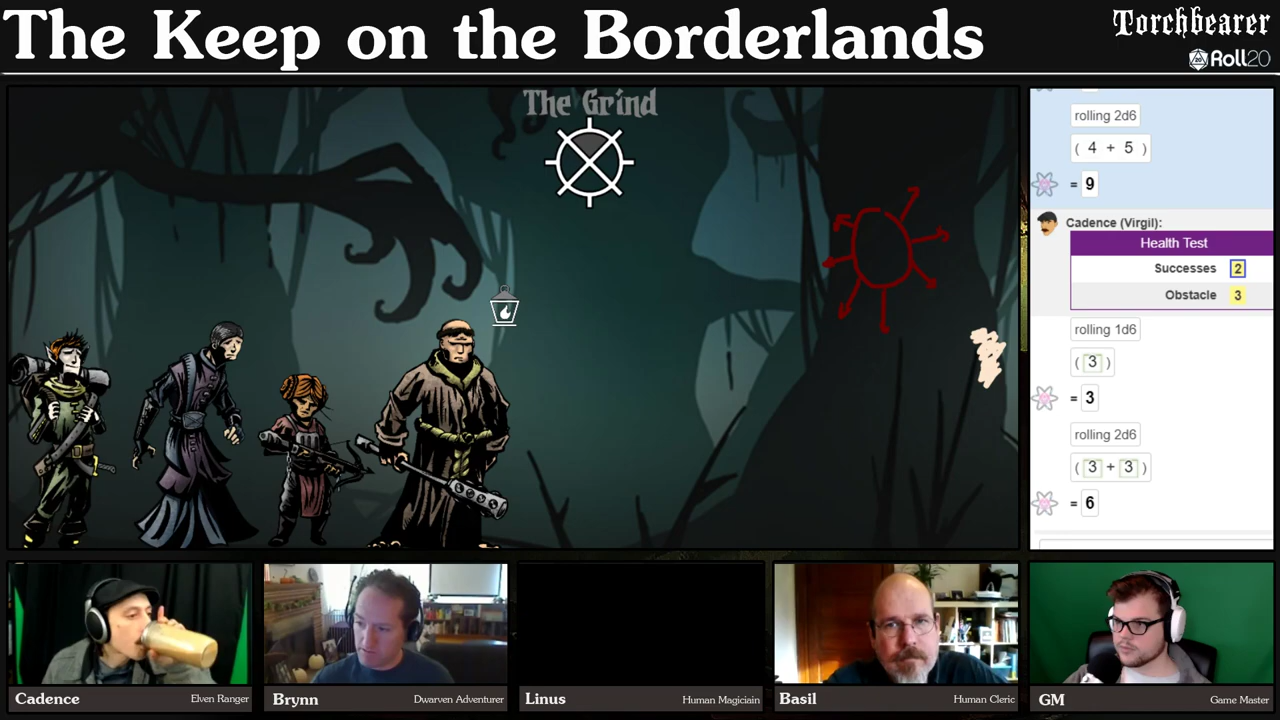 The Keep on the Borderlands
Torchbearer
Roll20
The Grind
rolling 2d6
( 4 + 5 )
= 9
Cadence (Virgil):
Health Test
Successes 2
Obstacle 3
rolling 1d6
( 3 )
= 3
rolling 2d6
( 3 + 3 )
= 6
Cadence Elven Ranger
Brynn Dwarven Adventurer
Linus Human Magiciain
Basil Human Cleric
GM Game Master